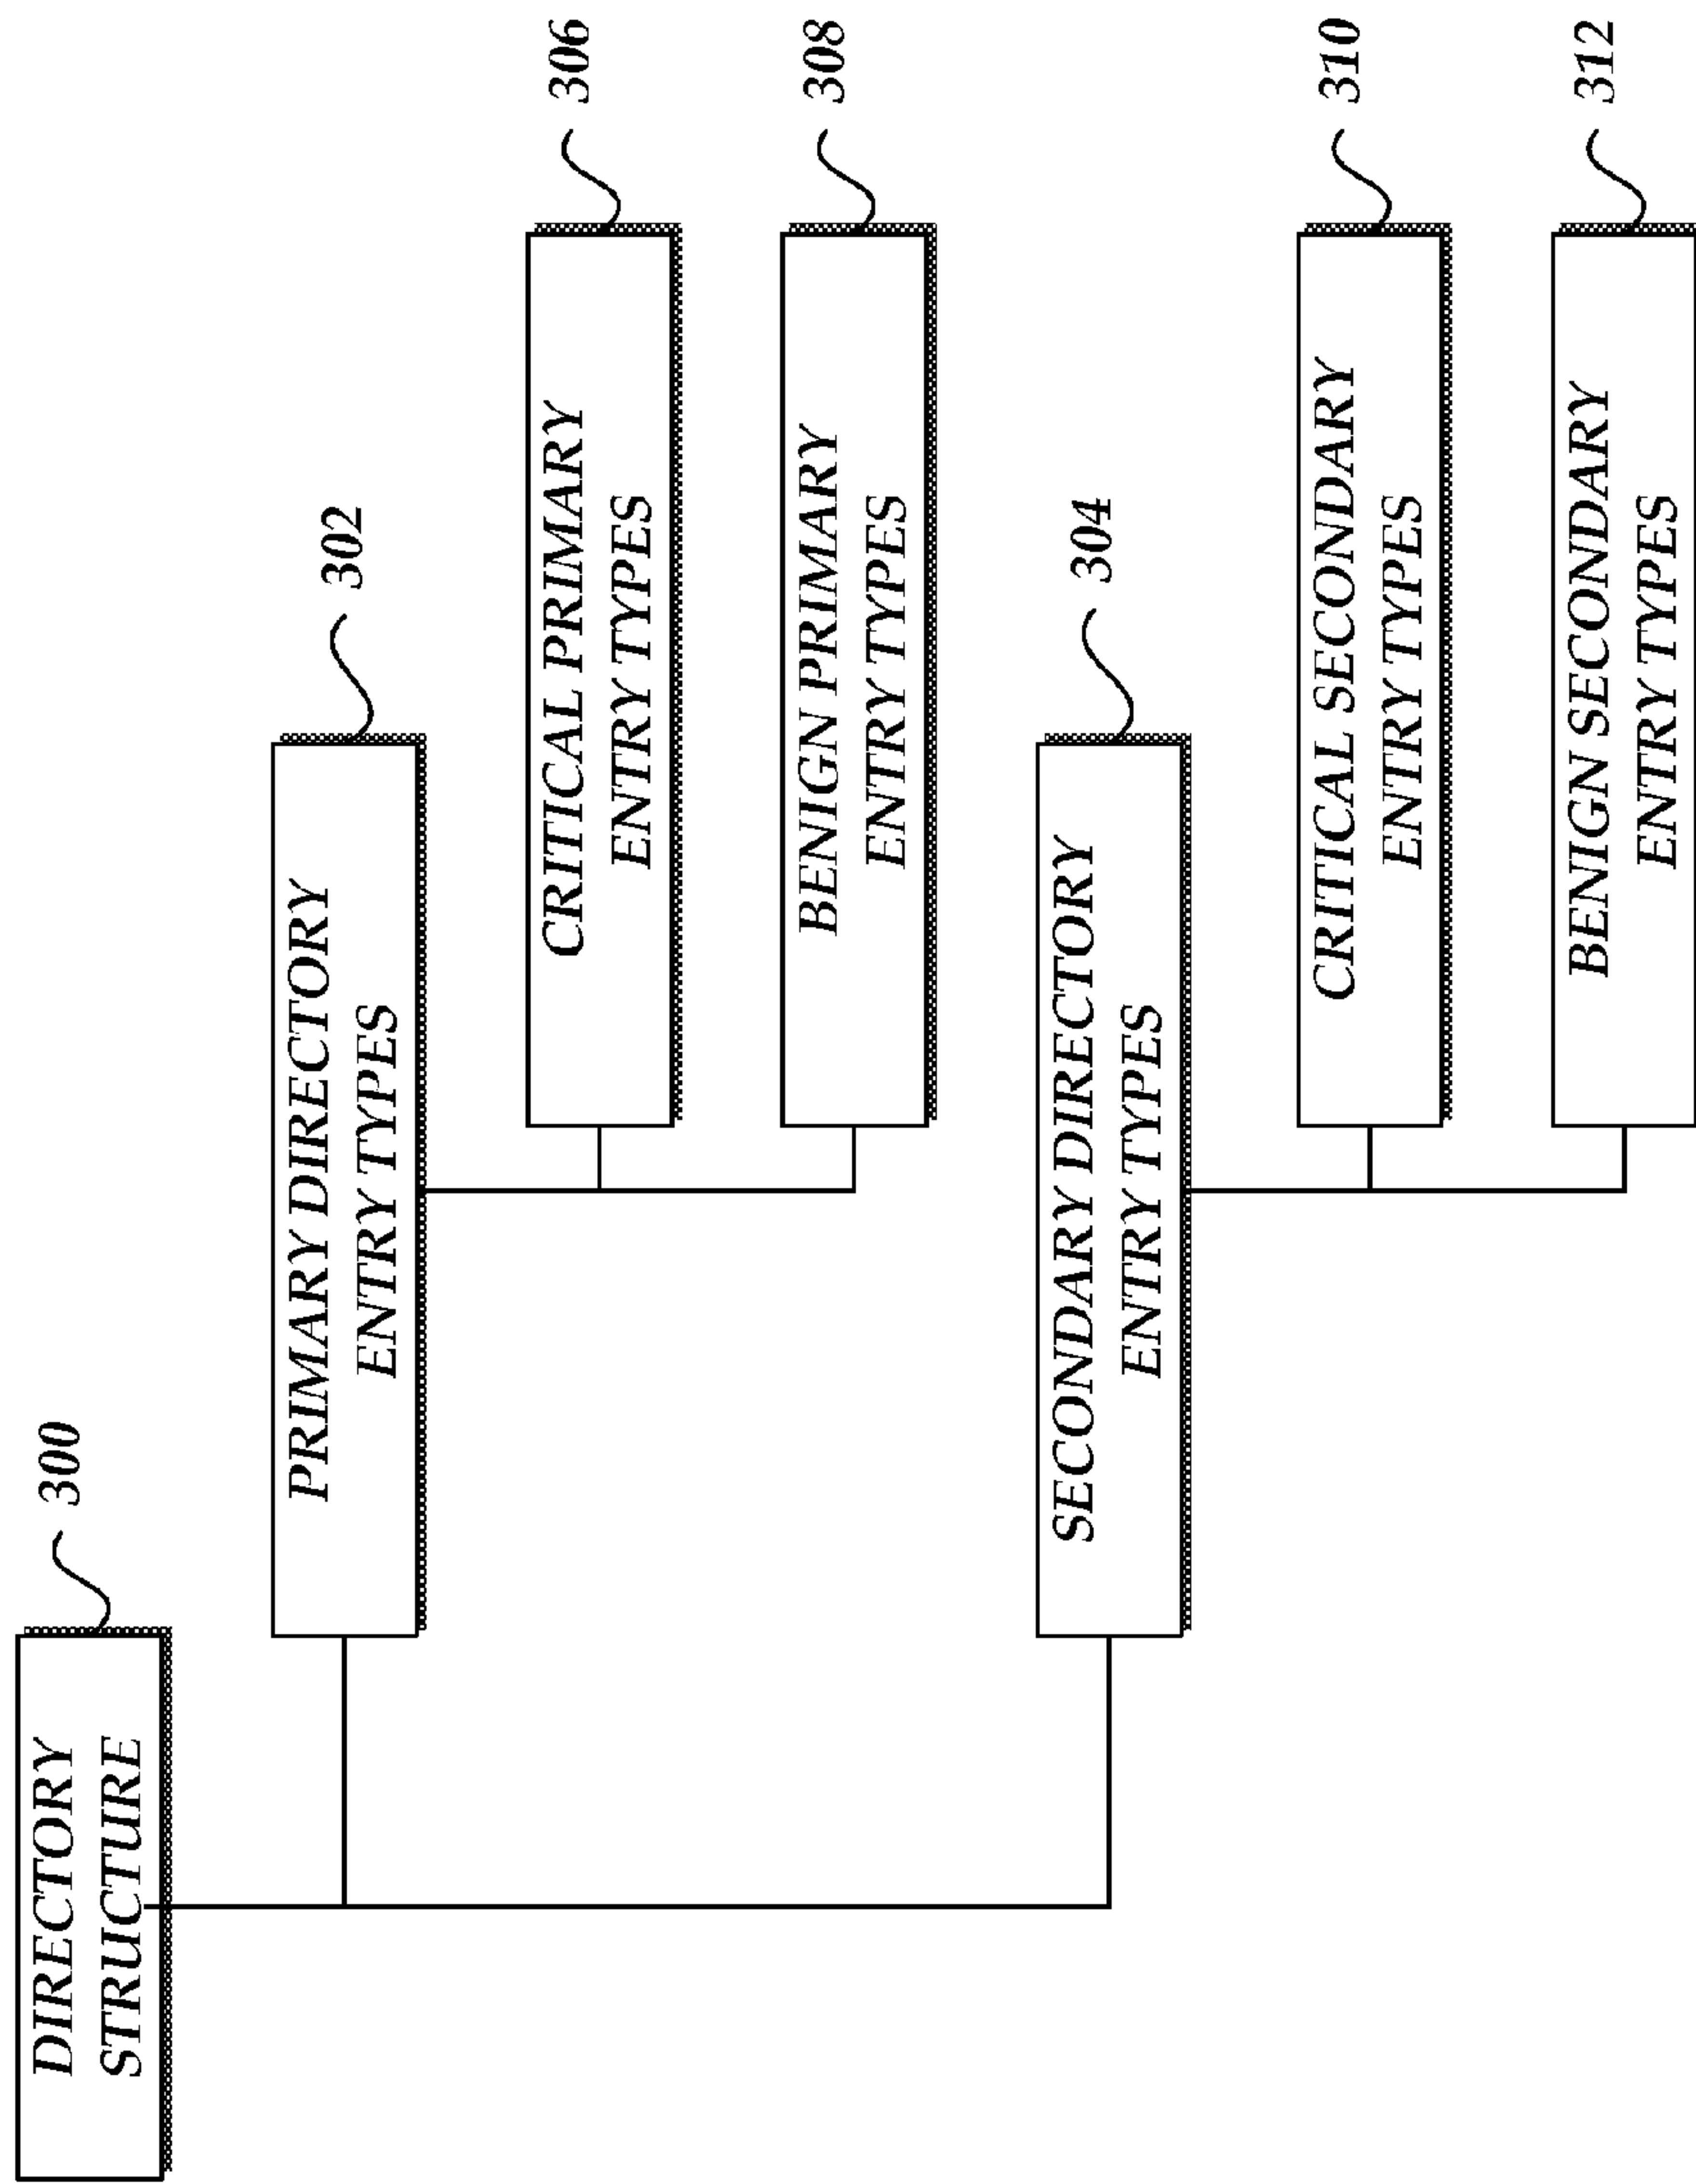 DIRECTORY
STRUCTURE
300
PRIMARY DIRECTORY
ENTRY TYPES
302
CRITICAL PRIMARY
ENTRY TYPES
306
BENIGN PRIMARY
ENTRY TYPES
308
SECONDARY DIRECTORY
ENTRY TYPES
304
CRITICAL SECONDARY
ENTRY TYPES
310
BENIGN SECONDARY
ENTRY TYPES
312